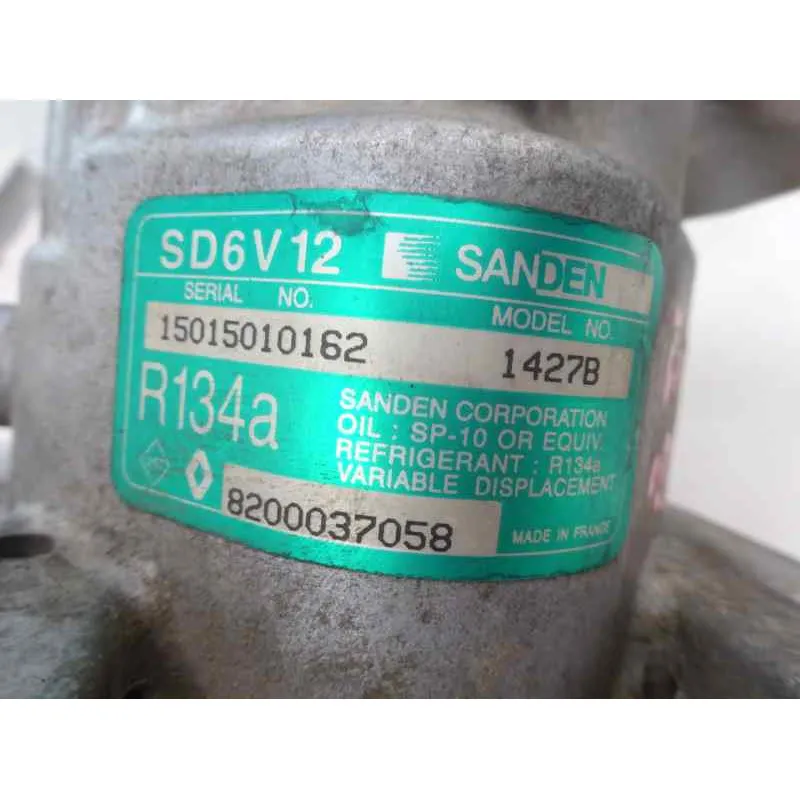 SD6V12 SANDEN
SERIAL NO. MODEL NO.
15015010162 1427B
R134a
SANDEN CORPORATION
OIL : SP-10 OR EQUIV.
REFRIGERANT : R134a
VARIABLE DISPLACEMENT
8200037058 MADE IN FRANCE